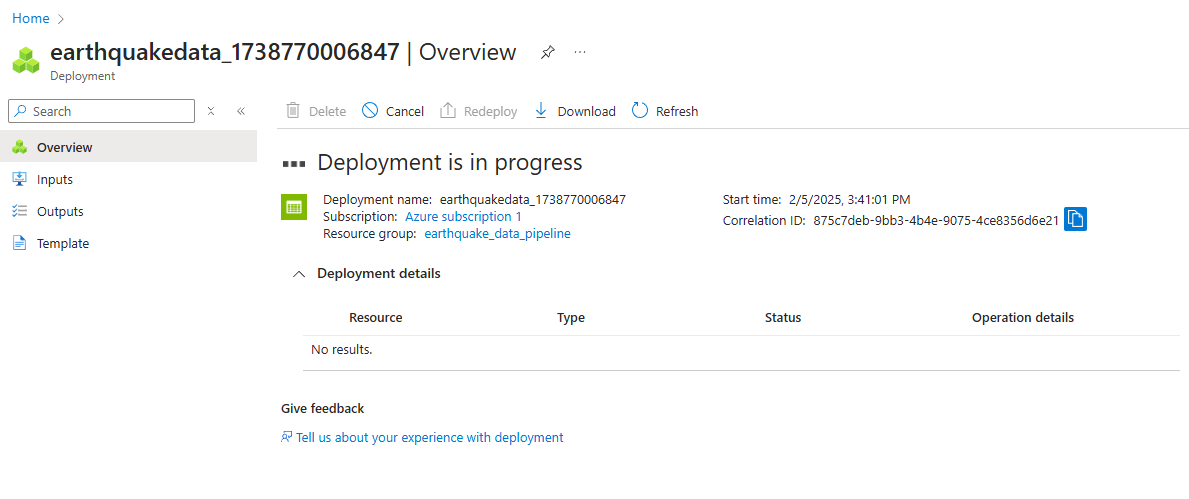 Home
earthquakedata_1738770006847 | Overview
Deployment
Search
Delete Cancel Redeploy Download Refresh
Overview
Inputs
Outputs
Template
Deployment is in progress
Deployment name: earthquakedata_1738770006847
Subscription: Azure subscription 1
Resource group: earthquake_data_pipeline
Start time: 2/5/2025, 3:41:01 PM
Correlation ID: 875c7deb-9bb3-4b4e-9075-4ce8356d6e21
Deployment details
Resource Type Status Operation details
No results.
Give feedback
Tell us about your experience with deployment